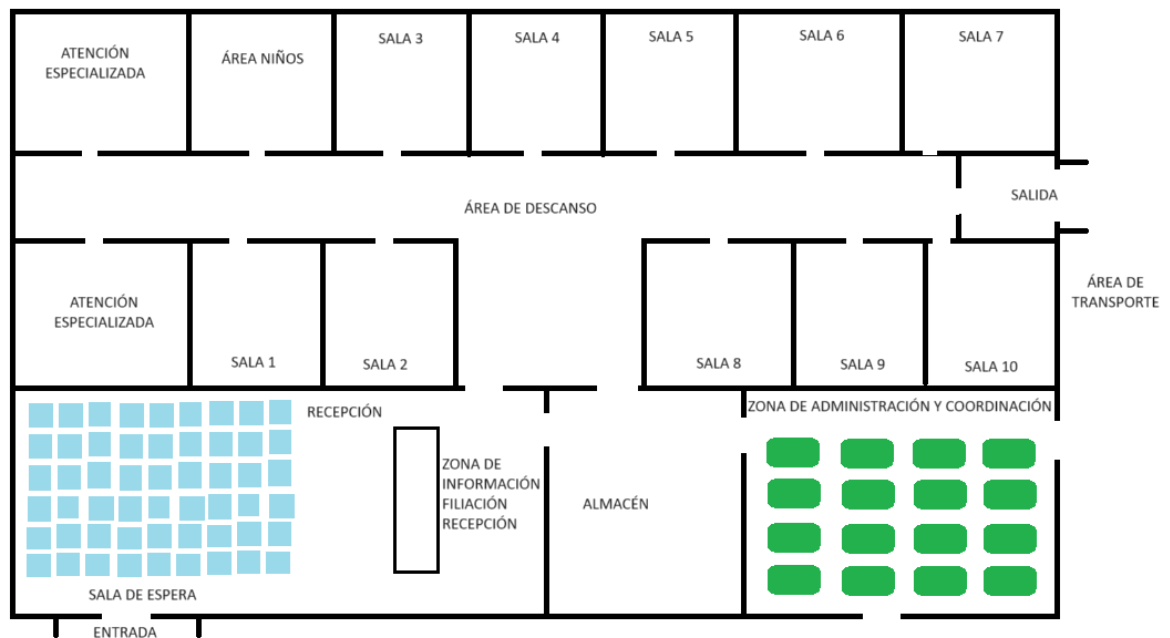 ATENCIÓN
ESPECIALIZADA
ÁREA NIÑOS
SALA 3
SALA 4
SALA 5
SALA 6
SALA 7
ÁREA DE DESCANSO
SALIDA
ATENCIÓN
ESPECIALIZADA
SALA 1
SALA 2
SALA 8
SALA 9
SALA 10
ÁREA DE
TRANSPORTE
RECEPCIÓN
ZONA DE ADMINISTRACIÓN Y COORDINACIÓN
ZONA DE
INFORMACIÓN
FILIACIÓN
RECEPCIÓN
ALMACÉN
SALA DE ESPERA
ENTRADA